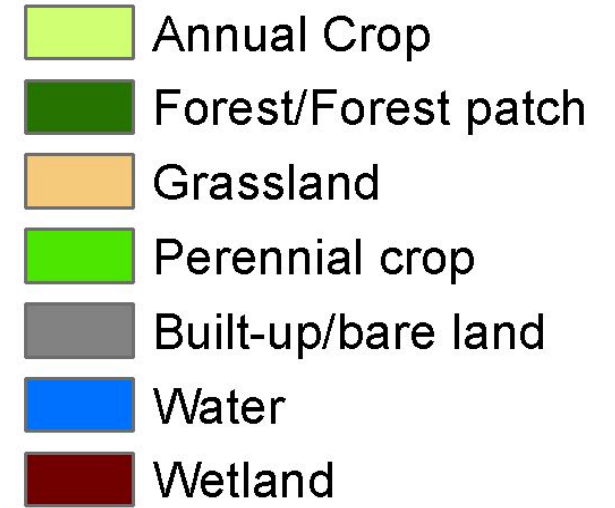 Annual Crop
Forest/Forest patch
Grassland
Perennial crop
Built-up/bare land
Water
Wetland